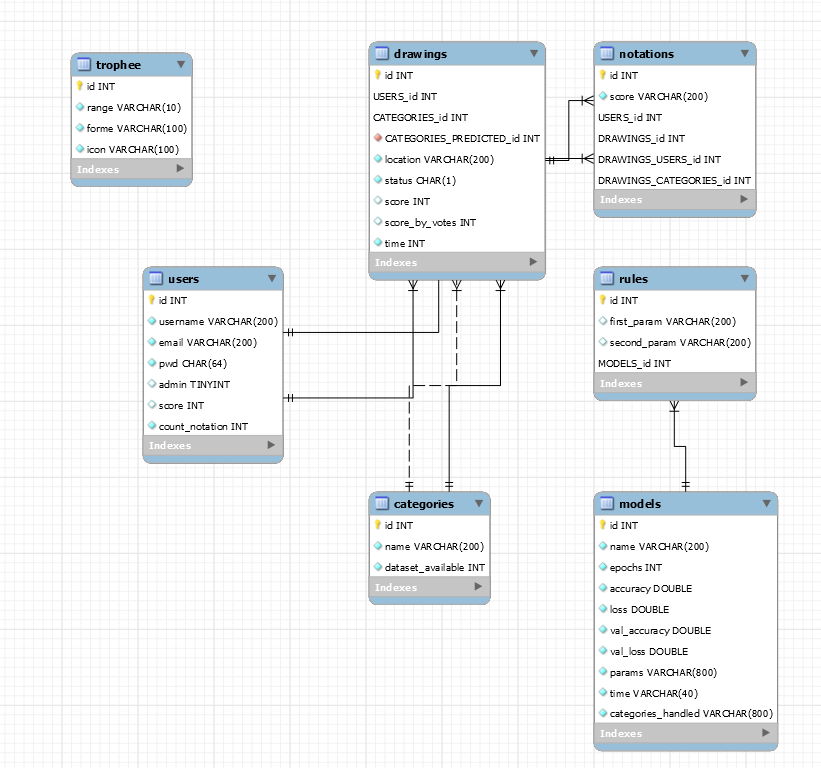 trophee
id INT
range VARCHAR(10)
forme VARCHAR(100)
icon VARCHAR(100)
Indexes
drawings
id INT
USERS_id INT
CATEGORIES_id INT
CATEGORIES_PREDICTED_id INT
location VARCHAR(200)
status CHAR(1)
score INT
score_by_votes INT
time INT
Indexes
notations
id INT
score VARCHAR(200)
USERS_id INT
DRAWINGS_id INT
DRAWINGS_USERS_id INT
DRAWINGS_CATEGORIES_id INT
Indexes
users
id INT
username VARCHAR(200)
email VARCHAR(200)
pwd CHAR(64)
admin TINYINT
score INT
count_notation INT
Indexes
rules
id INT
first_param VARCHAR(200)
second_param VARCHAR(200)
MODELS_id INT
Indexes
categories
id INT
name VARCHAR(200)
dataset_available INT
Indexes
models
id INT
name VARCHAR(200)
epochs INT
accuracy DOUBLE
loss DOUBLE
val_accuracy DOUBLE
val_loss DOUBLE
params VARCHAR(800)
time VARCHAR(40)
categories_handled VARCHAR(800)
Indexes